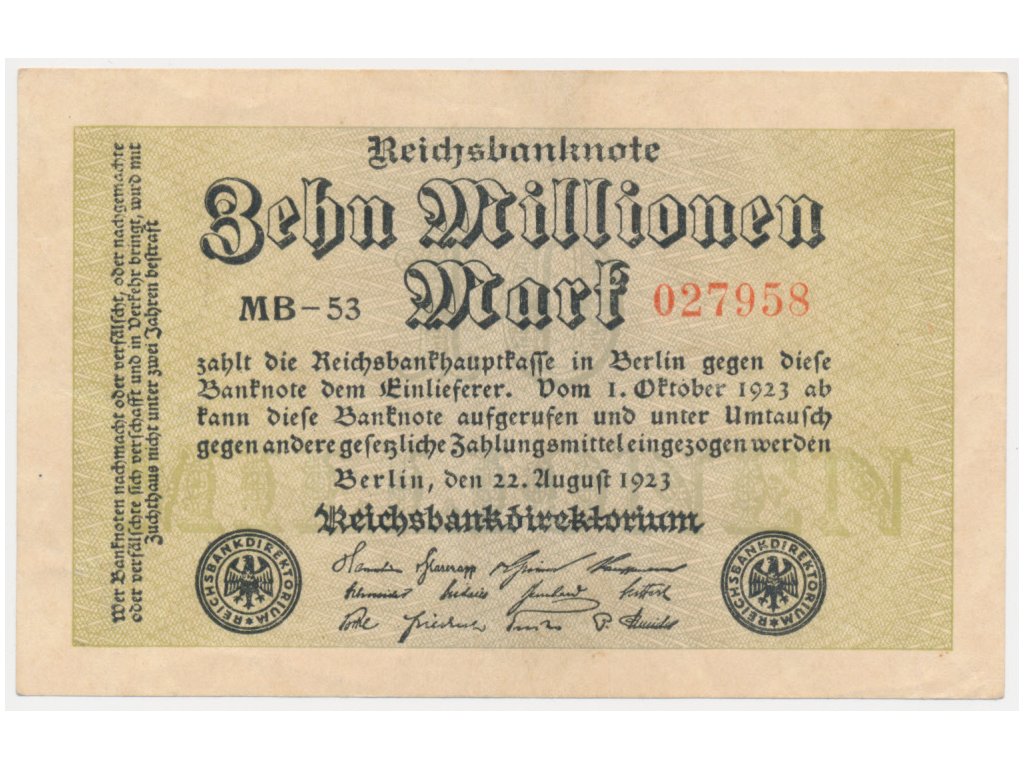 Reichsbanknote
Zehn Millionen
Mark
MB-53
027958
zahlt die Reichsbankhauptkasse in Berlin gegen diese
Banknote dem Einlieferer. Vom 1. Oktober 1923 ab
kann diese Banknote aufgerufen und unter Umtausch
gegen andere gesetzliche Zahlungsmittel eingezogen werden
Berlin, den 22. August 1923
Reichsbankdirektorium
REICHSBANKDIREKTORIUM*
REICHSBANKDIREKTORIUM*
Wer Banknoten nachmacht oder verfälscht, oder nachgemachte
oder verfälschte sich verschafft und in Verkehr bringt, wird mit
Zuchthaus nicht unter zwei Jahren bestraft